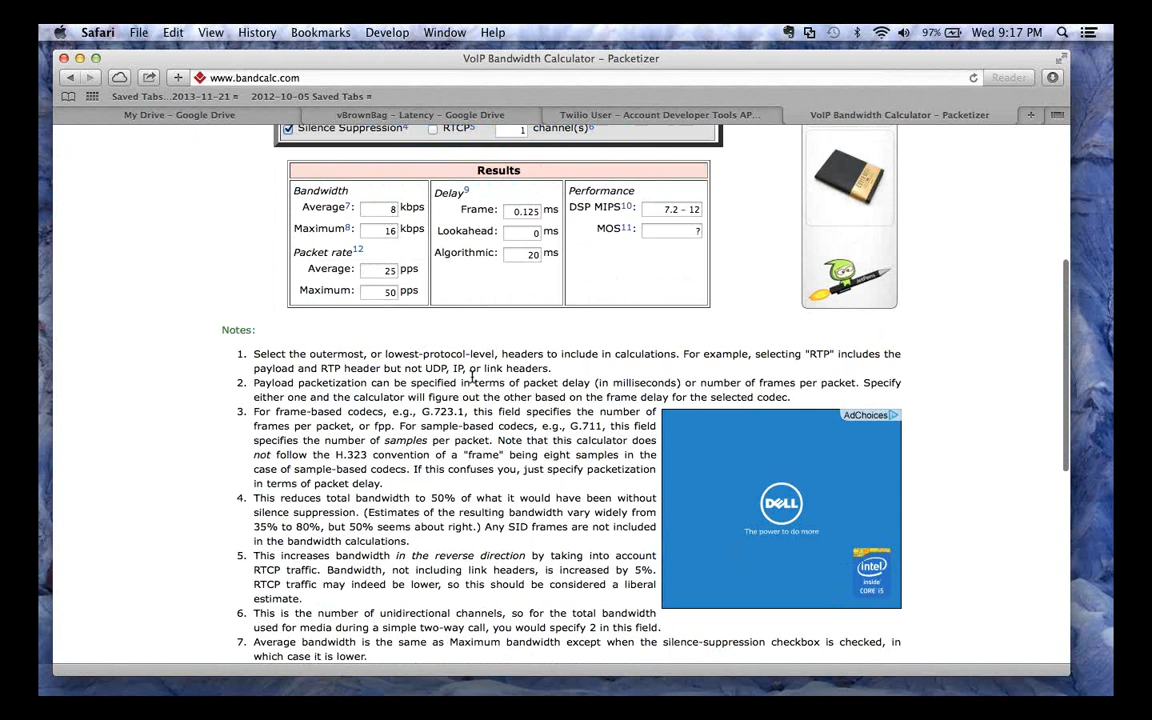 Safari File Edit View History Bookmarks Develop Window Help 97% Wed 9:17 PM
VoIP Bandwidth Calculator – Packetizer
www.bandcalc.com Reader
Saved Tabs...2013-11-21 2012-10-05 Saved Tabs
My Drive – Google Drive vBrownBag – Latency – Google Drive Twilio User – Account Developer Tools AP... VoIP Bandwidth Calculator – Packetizer
Silence Suppression4 RTCP5 1 channel(s)6
Results
Bandwidth Delay9 Performance
Average7: 8 kbps Frame: 0.125 ms DSP MIPS10: 7.2 – 12
Maximum8: 16 kbps Lookahead: 0 ms MOS11: ?
Packet rate12 Algorithmic: 20 ms
Average: 25 pps
Maximum: 50 pps
Notes:
1. Select the outermost, or lowest-protocol-level, headers to include in calculations. For example, selecting "RTP" includes the
payload and RTP header but not UDP, IP, or link headers.
2. Payload packetization can be specified in terms of packet delay (in milliseconds) or number of frames per packet. Specify
either one and the calculator will figure out the other based on the frame delay for the selected codec.
3. For frame-based codecs, e.g., G.723.1, this field specifies the number of
frames per packet, or fpp. For sample-based codecs, e.g., G.711, this field
specifies the number of samples per packet. Note that this calculator does
not follow the H.323 convention of a "frame" being eight samples in the
case of sample-based codecs. If this confuses you, just specify packetization
in terms of packet delay.
4. This reduces total bandwidth to 50% of what it would have been without
silence suppression. (Estimates of the resulting bandwidth vary widely from
35% to 80%, but 50% seems about right.) Any SID frames are not included
in the bandwidth calculations.
5. This increases bandwidth in the reverse direction by taking into account
RTCP traffic. Bandwidth, not including link headers, is increased by 5%.
RTCP traffic may indeed be lower, so this should be considered a liberal
estimate.
6. This is the number of unidirectional channels, so for the total bandwidth
used for media during a simple two-way call, you would specify 2 in this field.
7. Average bandwidth is the same as Maximum bandwidth except when the silence-suppression checkbox is checked, in
which case it is lower.
AdChoices
DELL
The power to do more
intel
inside
CORE i5